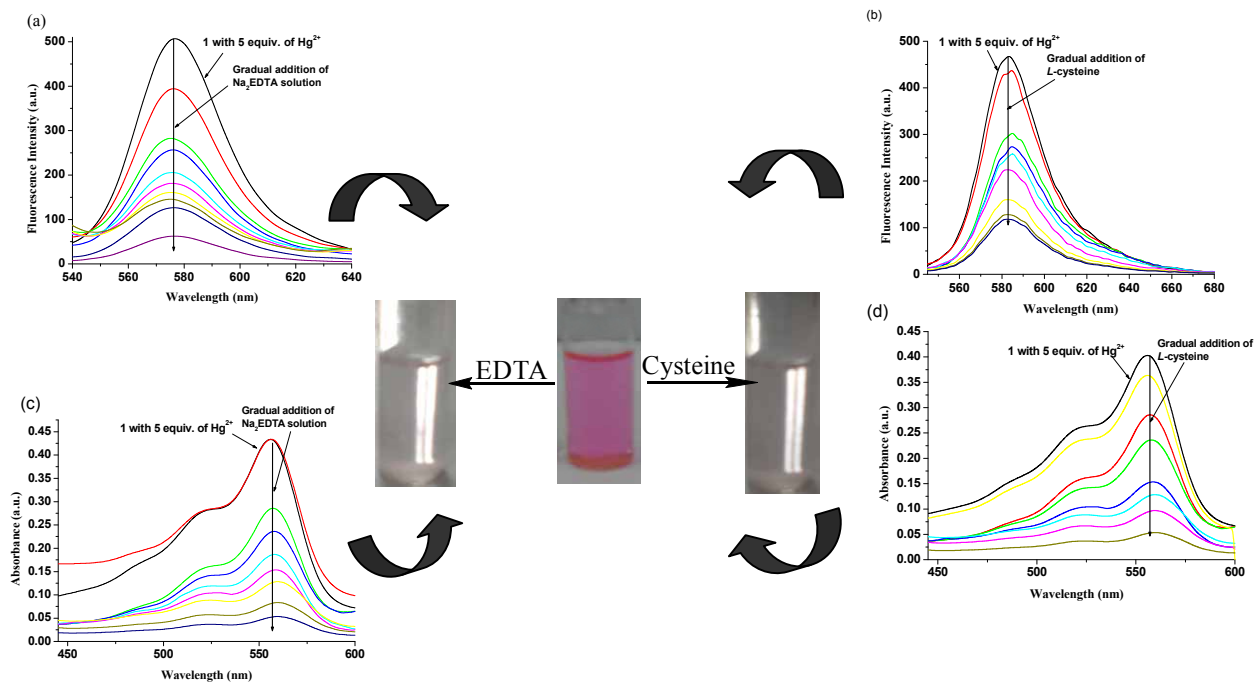 (a)
500
400
300
200
100
0
540
560
580
600
620
640
Fluorescence Intensity (a.u.)
Wavelength (nm)
1 with 5 equiv. of Hg²⁺
Gradual addition of
Na₂EDTA solution
(b)
500
400
300
200
100
0
560
580
600
620
640
660
680
Fluorescence Intensity (a.u.)
Wavelength (nm)
1 with 5 equiv. of Hg²⁺
Gradual addition of
L-cysteine
EDTA
Cysteine
(c)
0.45
0.40
0.35
0.30
0.25
0.20
0.15
0.10
0.05
0.00
450
500
550
600
Absorbance (a.u.)
Wavelength (nm)
1 with 5 equiv. of Hg²⁺
Gradual addition of
Na₂EDTA solution
(d)
0.45
0.40
0.35
0.30
0.25
0.20
0.15
0.10
0.05
0.00
450
500
550
600
Absorbance (a.u.)
Wavelength (nm)
1 with 5 equiv. of Hg²⁺
Gradual addition of
L-cysteine